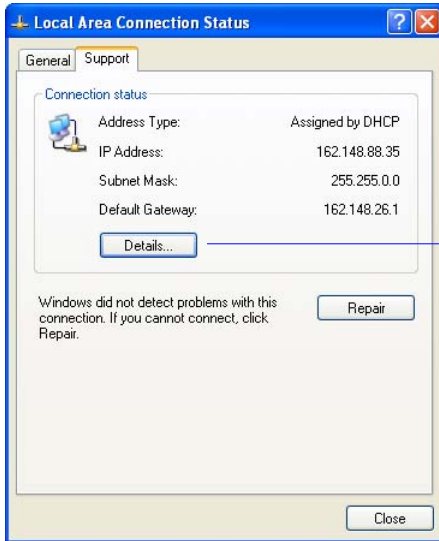 Local Area Connection Status
General Support
Connection status
Address Type: Assigned by DHCP
IP Address: 162.148.88.35
Subnet Mask: 255.255.0.0
Default Gateway: 162.148.26.1
Details...
Windows did not detect problems with this
connection. If you cannot connect, click
Repair.
Repair
Close